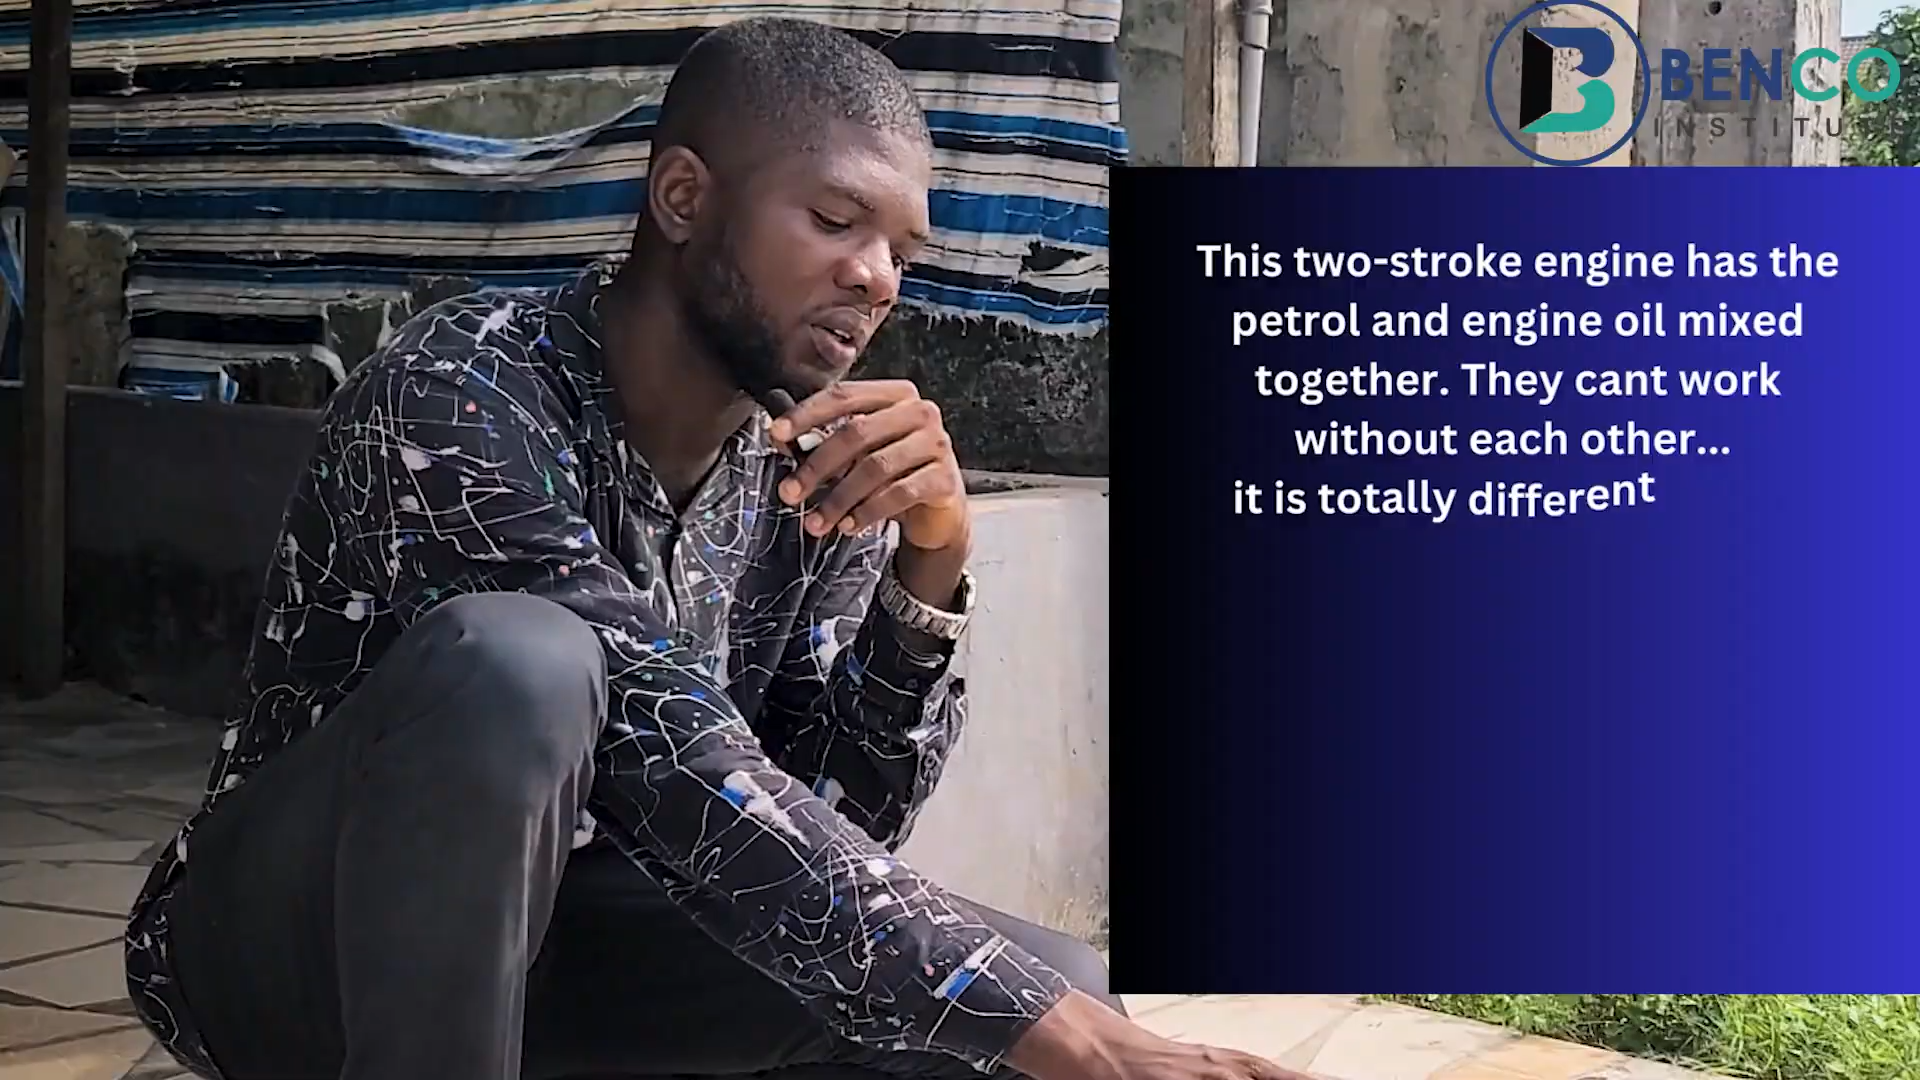 BENCO
INSTITUTE
This two-stroke engine has the
petrol and engine oil mixed
together. They cant work
without each other...
it is totally different